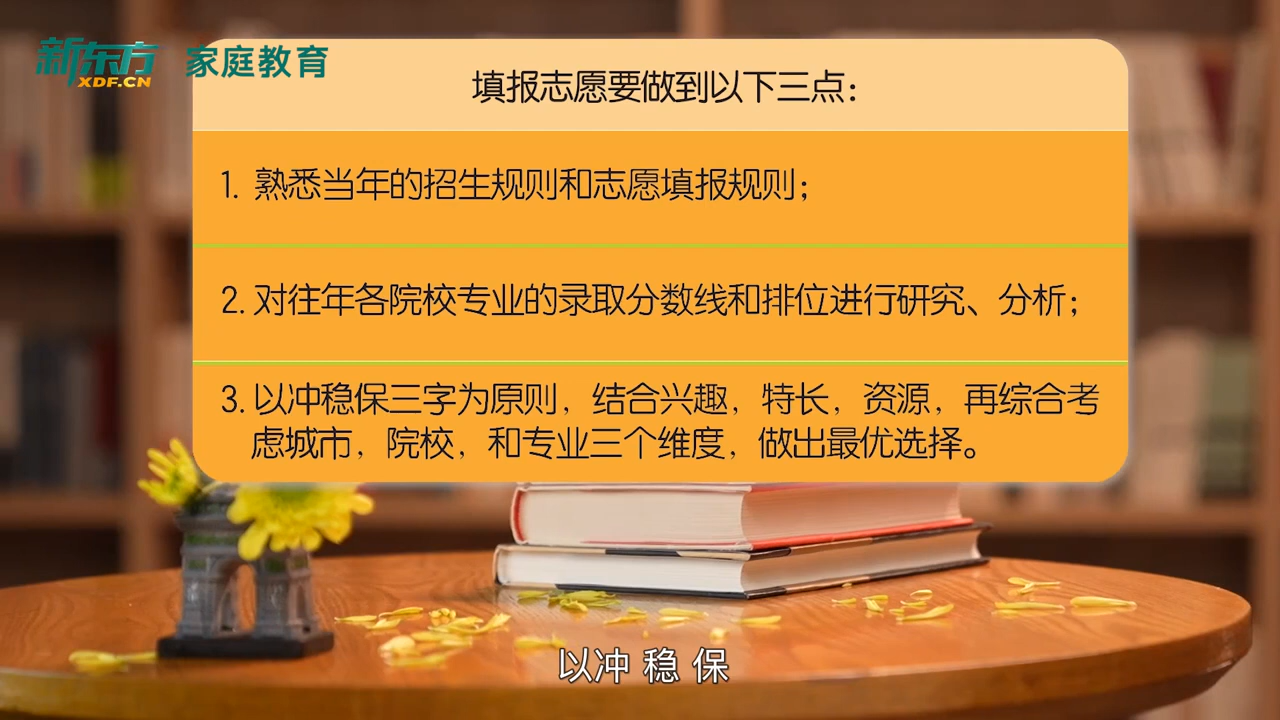 新东方
XDF.CN
家庭教育
填报志愿要做到以下三点：
1. 熟悉当年的招生规则和志愿填报规则；
2. 对往年各院校专业的录取分数线和排位进行研究、分析；
3. 以冲稳保三字为原则，结合兴趣，特长，资源，再综合考
虑城市，院校，和专业三个维度，做出最优选择。
以冲 稳 保